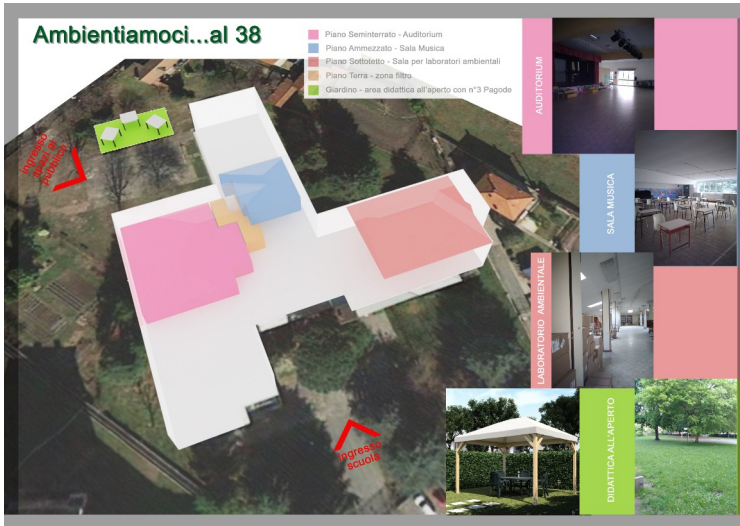 Ambientiamoci...al 38
Piano Seminterrato - Auditorium
Piano Ammezzato - Sala Musica
Piano Sottotetto - Sala per laboratori ambientali
Piano Terra - zona filtro
Giardino - area didattica all'aperto con n°3 Pagode
Ingresso
spazi al
pubblico
Ingresso
scuola
AUDITORIUM
SALA MUSICA
LABORATORIO AMBIENTALE
DIDATTICA ALL'APERTO